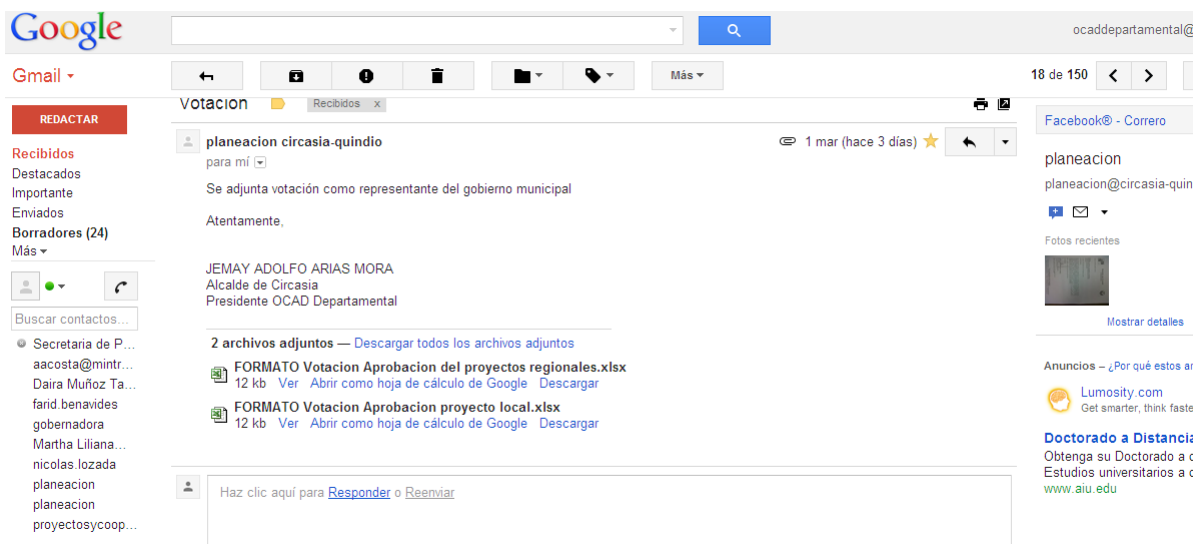 Google
ocaddepartamental@
Gmail
Más
18 de 150
REDACTAR
Recibidos
Destacados
Importante
Enviados
Borradores (24)
Más
Buscar contactos...
Secretaria de P...
aacosta@mintr...
Daira Muñoz Ta...
farid.benavides
gobernadora
Martha Liliana...
nicolas.lozada
planeacion
planeacion
proyectosycoop...
Votacion
Recibidos x
planeacion circasia-quindio
1 mar (hace 3 días)
para mí
Se adjunta votación como representante del gobierno municipal
Atentamente,
JEMAY ADOLFO ARIAS MORA
Alcalde de Circasia
Presidente OCAD Departamental
2 archivos adjuntos — Descargar todos los archivos adjuntos
FORMATO Votacion Aprobacion del proyectos regionales.xlsx
12 kb Ver Abrir como hoja de cálculo de Google Descargar
FORMATO Votacion Aprobacion proyecto local.xlsx
12 kb Ver Abrir como hoja de cálculo de Google Descargar
Haz clic aquí para Responder o Reenviar
Facebook® - Correro
planeacion
planeacion@circasia-quin
Fotos recientes
Mostrar detalles
Anuncios – ¿Por qué estos an
Lumosity.com
Get smarter, think faste
Doctorado a Distancia
Obtenga su Doctorado a d
Estudios universitarios a d
www.aiu.edu